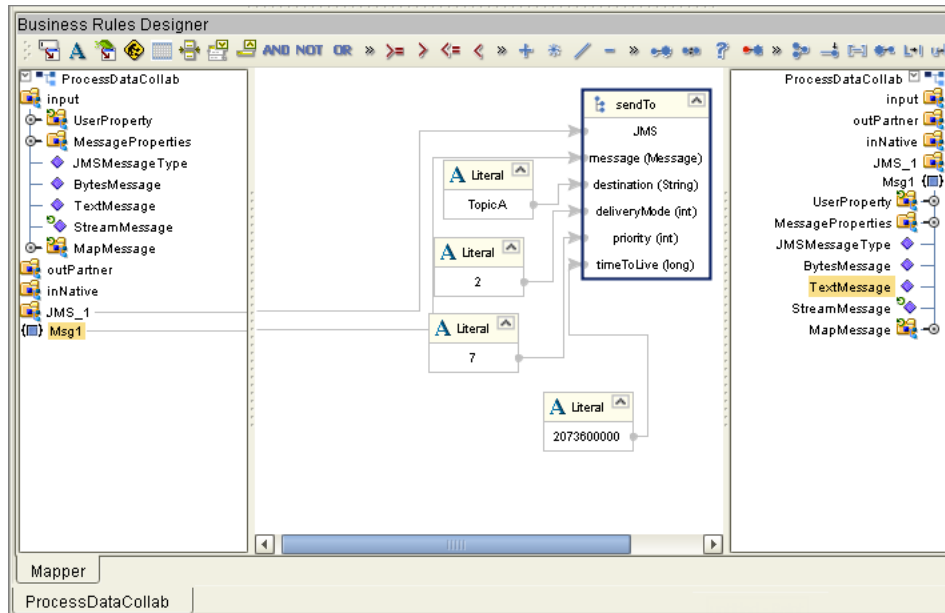 Business Rules Designer
A AND NOT OR » >= > <= < » + * / - » ? »
ProcessDataCollab
input
UserProperty
MessageProperties
JMSMessageType
BytesMessage
TextMessage
StreamMessage
MapMessage
outPartner
inNative
JMS_1
Msg1
sendTo
JMS
message (Message)
destination (String)
deliveryMode (int)
priority (int)
timeToLive (long)
A Literal
TopicA
A Literal
2
A Literal
7
A Literal
2073600000
ProcessDataCollab
input
outPartner
inNative
JMS_1
Msg1
UserProperty
MessageProperties
JMSMessageType
BytesMessage
TextMessage
StreamMessage
MapMessage
Mapper
ProcessDataCollab